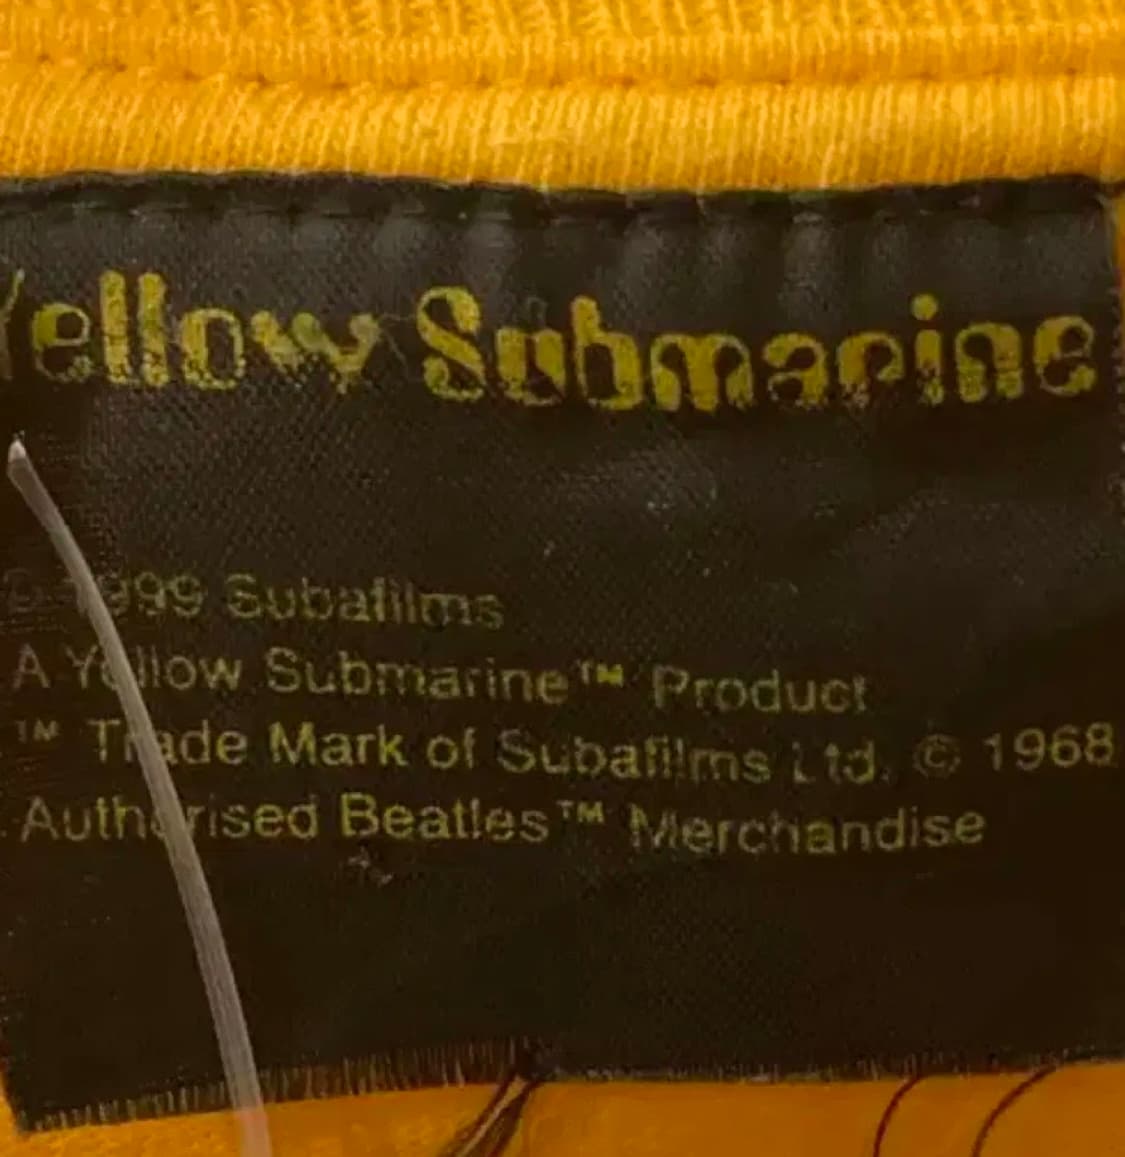 Yellow Submarine
© 1999 Subafilms
A Yellow Submarine™ Product
™ Trade Mark of Subafilms Ltd. © 1968
Authorised Beatles™ Merchandise